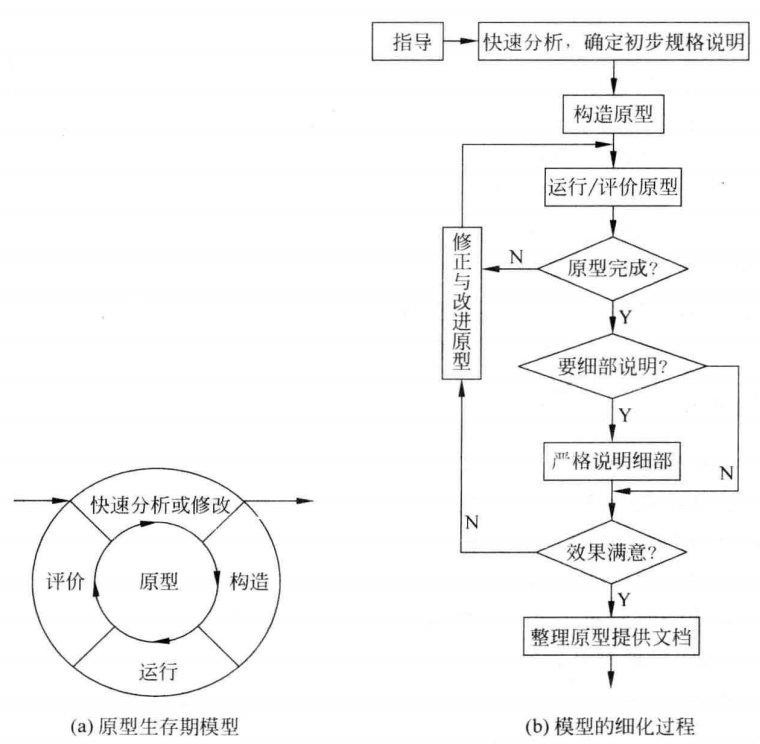 指导
快速分析，确定初步规格说明
构造原型
运行/评价原型
修正与改进原型
N
原型完成?
Y
要细部说明?
Y
严格说明细部
N
N
效果满意?
Y
整理原型提供文档
快速分析或修改
评价
原型
构造
运行
(a) 原型生存期模型
(b) 模型的细化过程